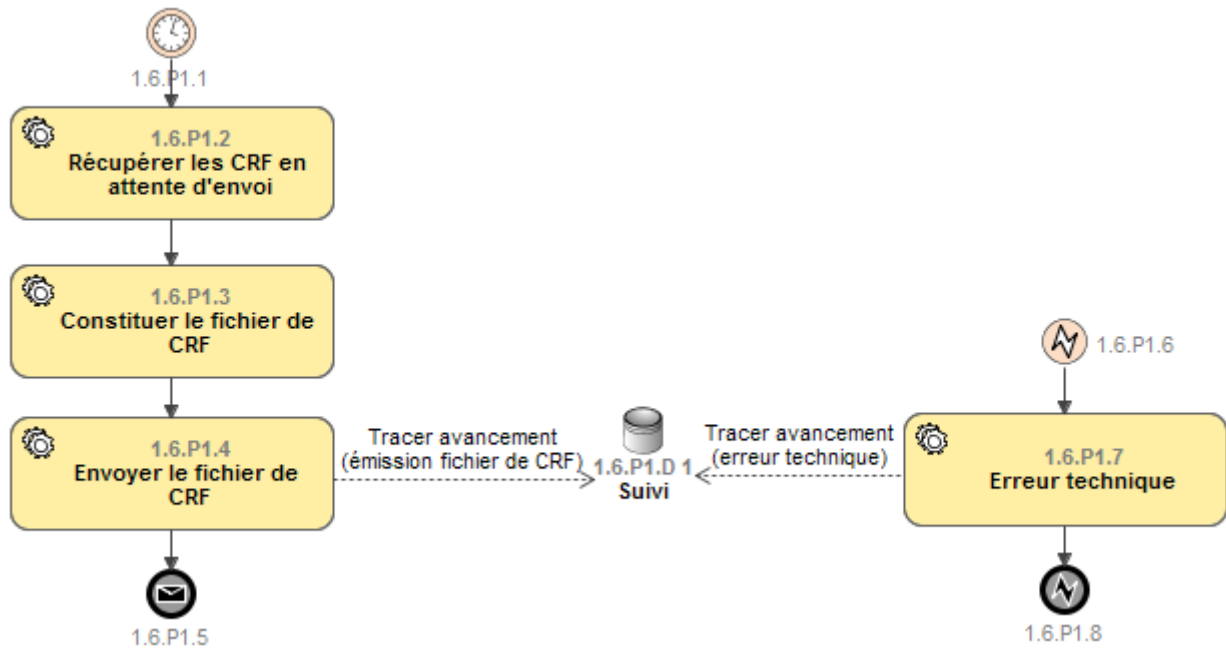 1.6.P1.1
1.6.P1.2
Récupérer les CRF en
attente d'envoi
1.6.P1.3
Constituer le fichier de
CRF
1.6.P1.4
Envoyer le fichier de
CRF
1.6.P1.5
Tracer avancement
(émission fichier de CRF)
1.6.P1.D 1
Suivi
Tracer avancement
(erreur technique)
1.6.P1.6
1.6.P1.7
Erreur technique
1.6.P1.8